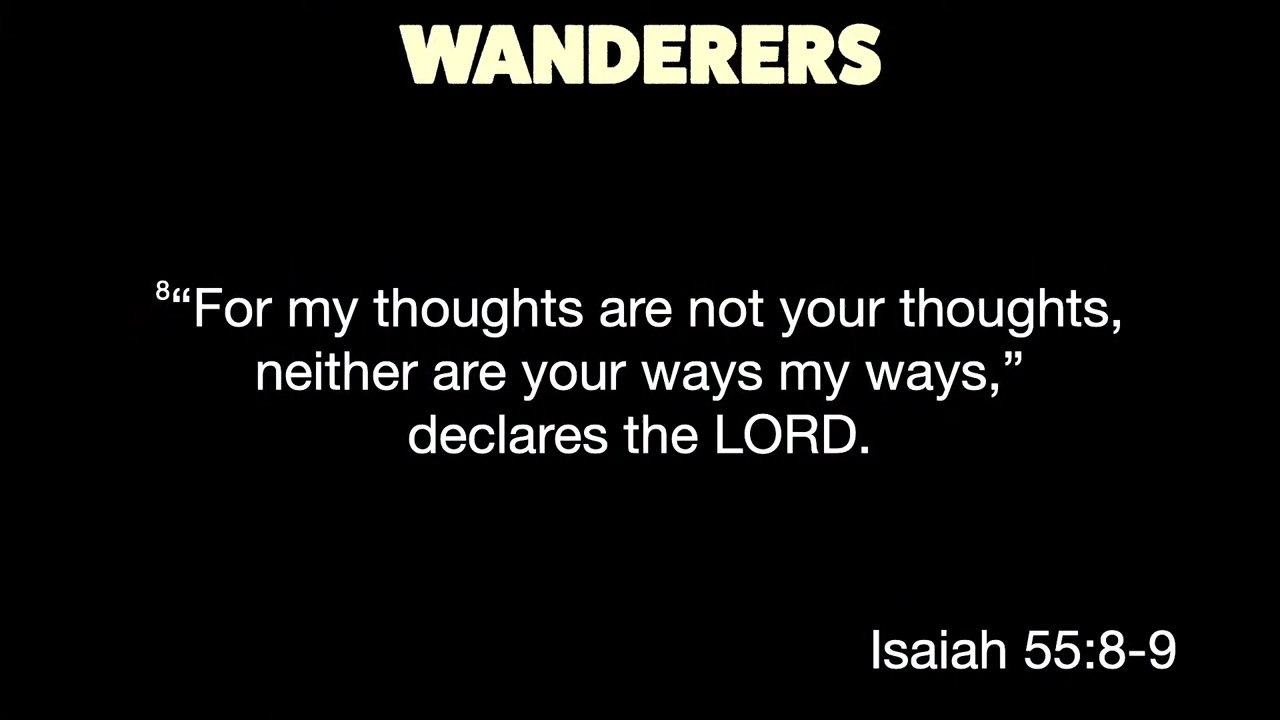 WANDERERS
⁸“For my thoughts are not your thoughts,
neither are your ways my ways,”
declares the LORD.
Isaiah 55:8-9